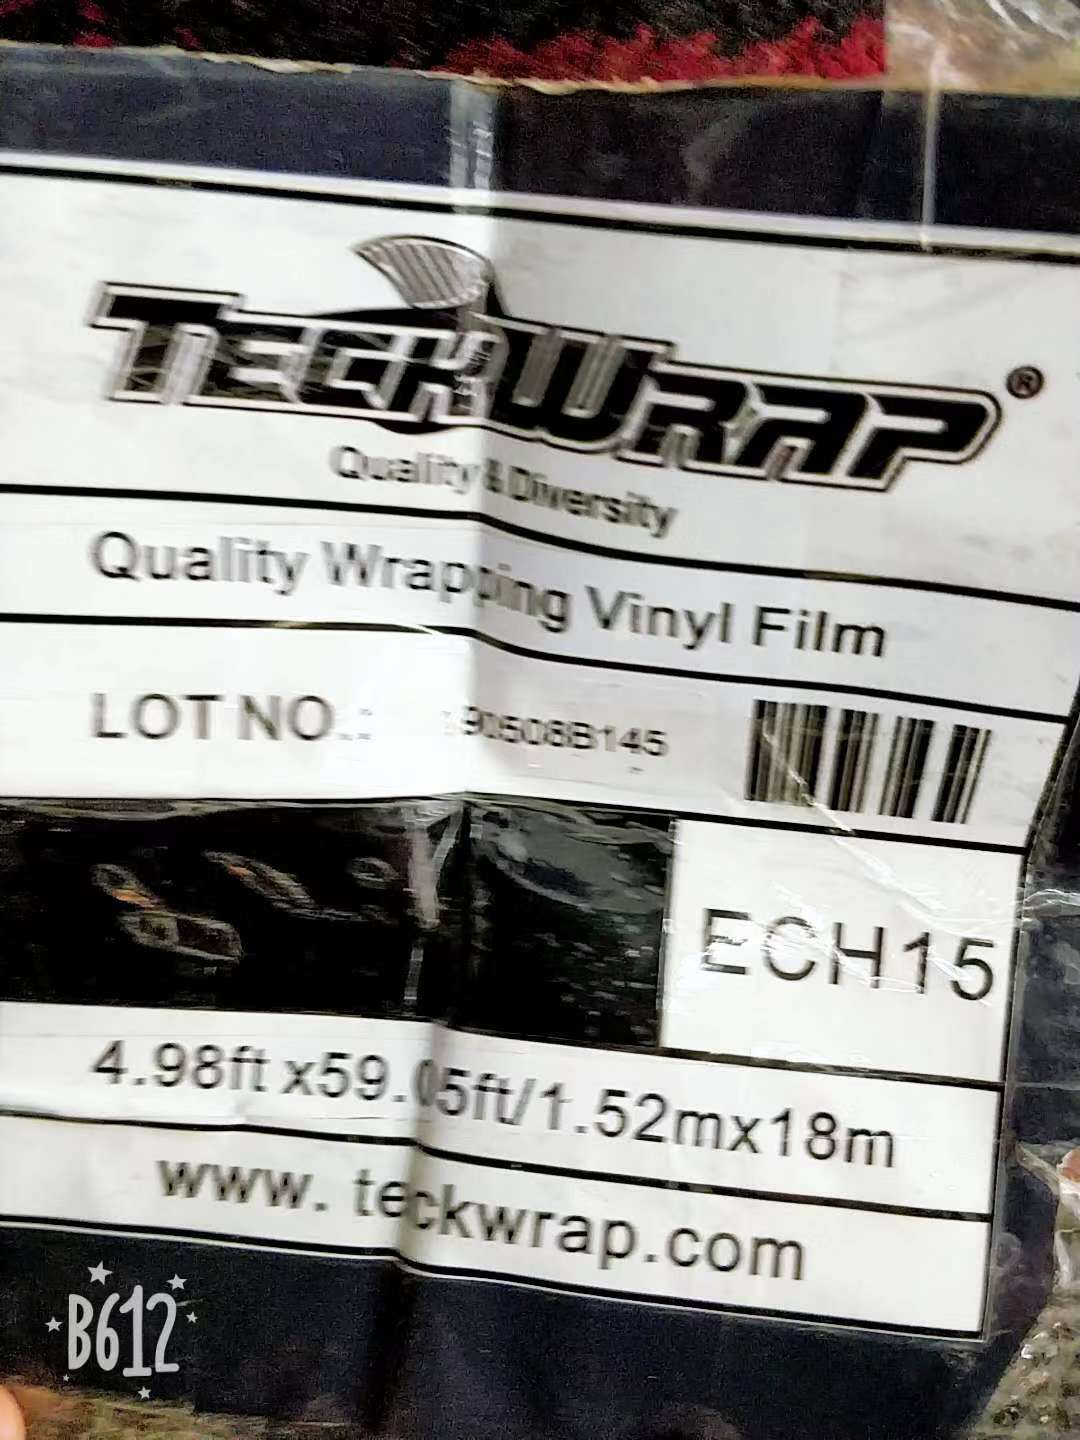 TECKWRAP®
Quality & Diversity
Quality Wrapping Vinyl Film
LOT NO.: 90508B145
ECH15
4.98ft x59.05ft/1.52mx18m
www. teckwrap.com
B612